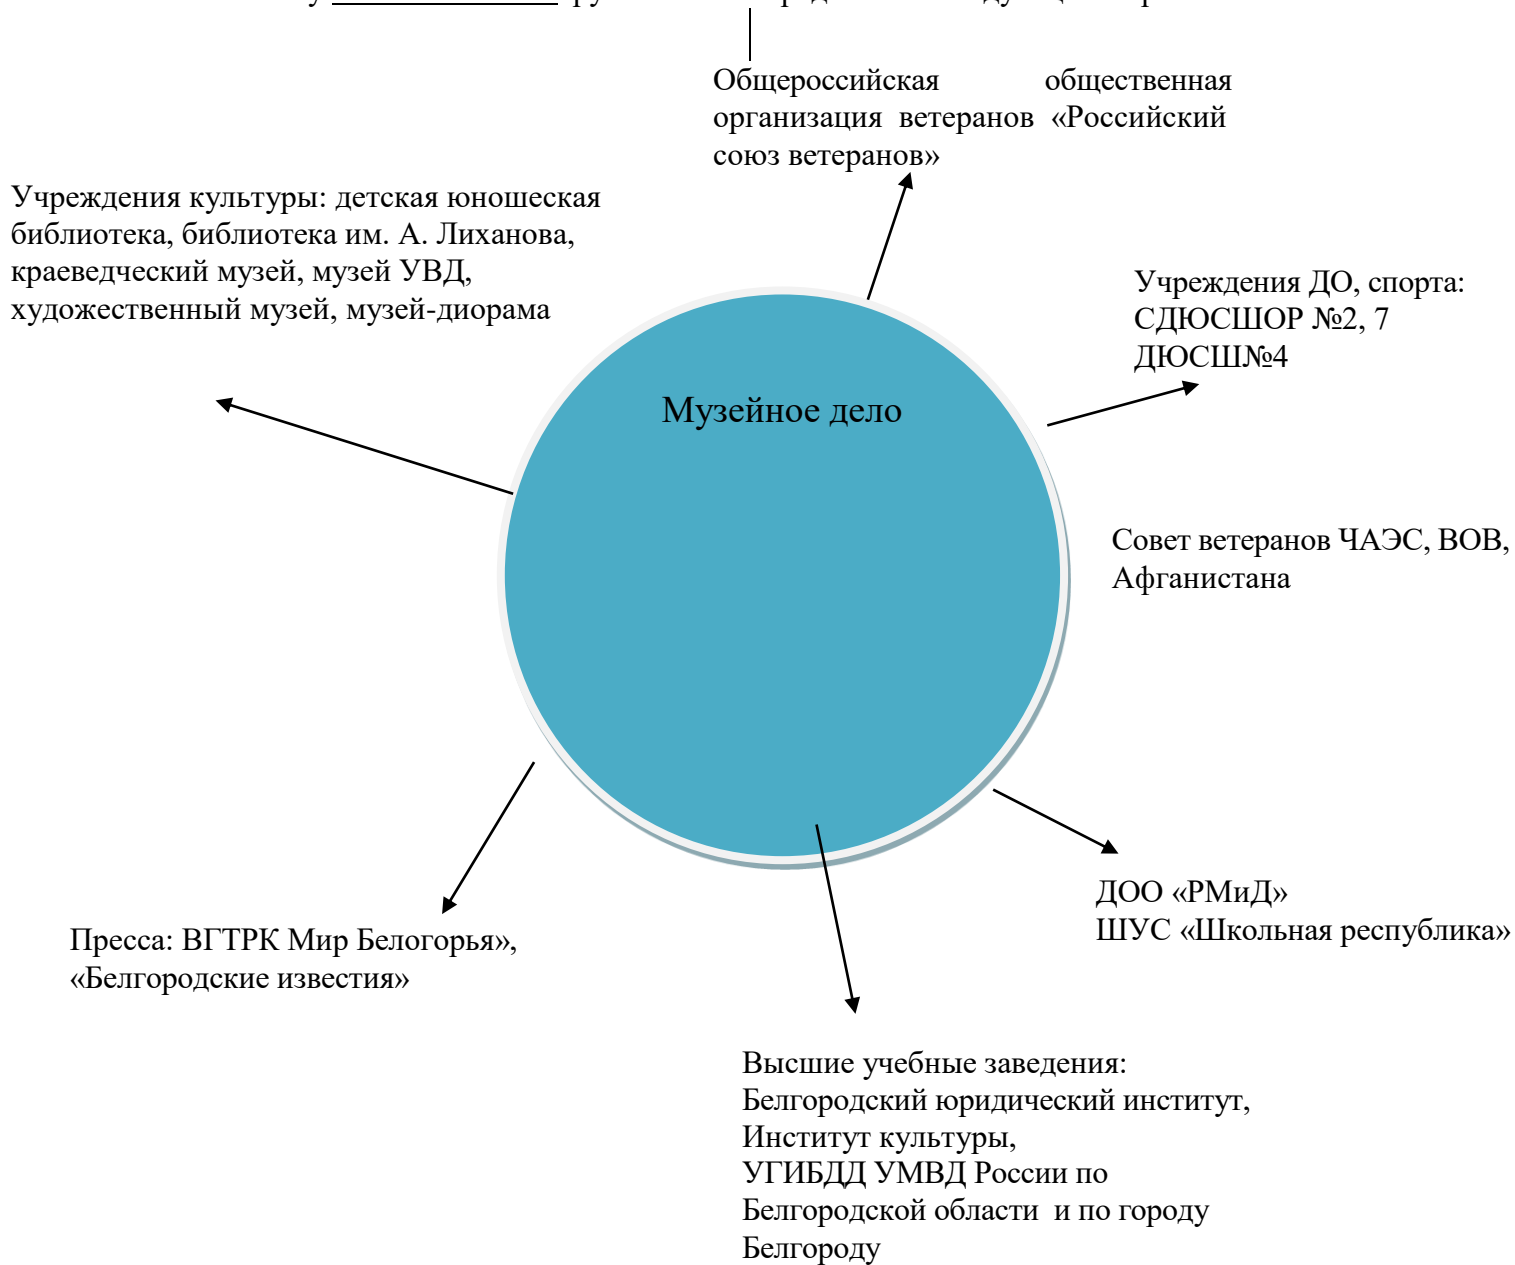 Общероссийская общественная
организация ветеранов «Российский
союз ветеранов»
Учреждения культуры: детская юношеская
библиотека, библиотека им. А. Лиханова,
краеведческий музей, музей УВД,
художественный музей, музей-диорама
Учреждения ДО, спорта:
СДЮСШОР №2, 7
ДЮСШ№4
Музейное дело
Совет ветеранов ЧАЭС, ВОВ,
Афганистана
ДОО «РМиД»
ШУС «Школьная республика»
Пресса: ВГТРК Мир Белогорья»,
«Белгородские известия»
Высшие учебные заведения:
Белгородский юридический институт,
Институт культуры,
УГИБДД УМВД России по
Белгородской области и по городу
Белгороду